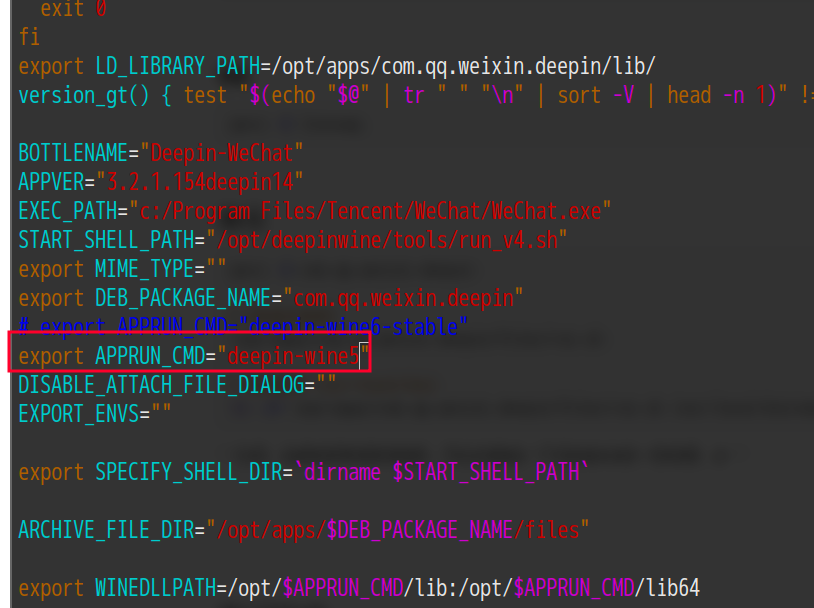 exit 0
fi
export LD_LIBRARY_PATH=/opt/apps/com.qq.weixin.deepin/lib/
version_gt() { test "$(echo "$@" | tr " " "\n" | sort -V | head -n 1)" !=
BOTTLENAME="Deepin-WeChat"
APPVER="3.2.1.154deepin14"
EXEC_PATH="c:/Program Files/Tencent/WeChat/WeChat.exe"
START_SHELL_PATH="/opt/deepinwine/tools/run_v4.sh"
export MIME_TYPE=""
export DEB_PACKAGE_NAME="com.qq.weixin.deepin"
# export APPRUN_CMD="deepin-wine6-stable"
export APPRUN_CMD="deepin-wine5"
DISABLE_ATTACH_FILE_DIALOG=""
EXPORT_ENVS=""
export SPECIFY_SHELL_DIR=`dirname $START_SHELL_PATH`
ARCHIVE_FILE_DIR="/opt/apps/$DEB_PACKAGE_NAME/files"
export WINEDLLPATH=/opt/$APPRUN_CMD/lib:/opt/$APPRUN_CMD/lib64